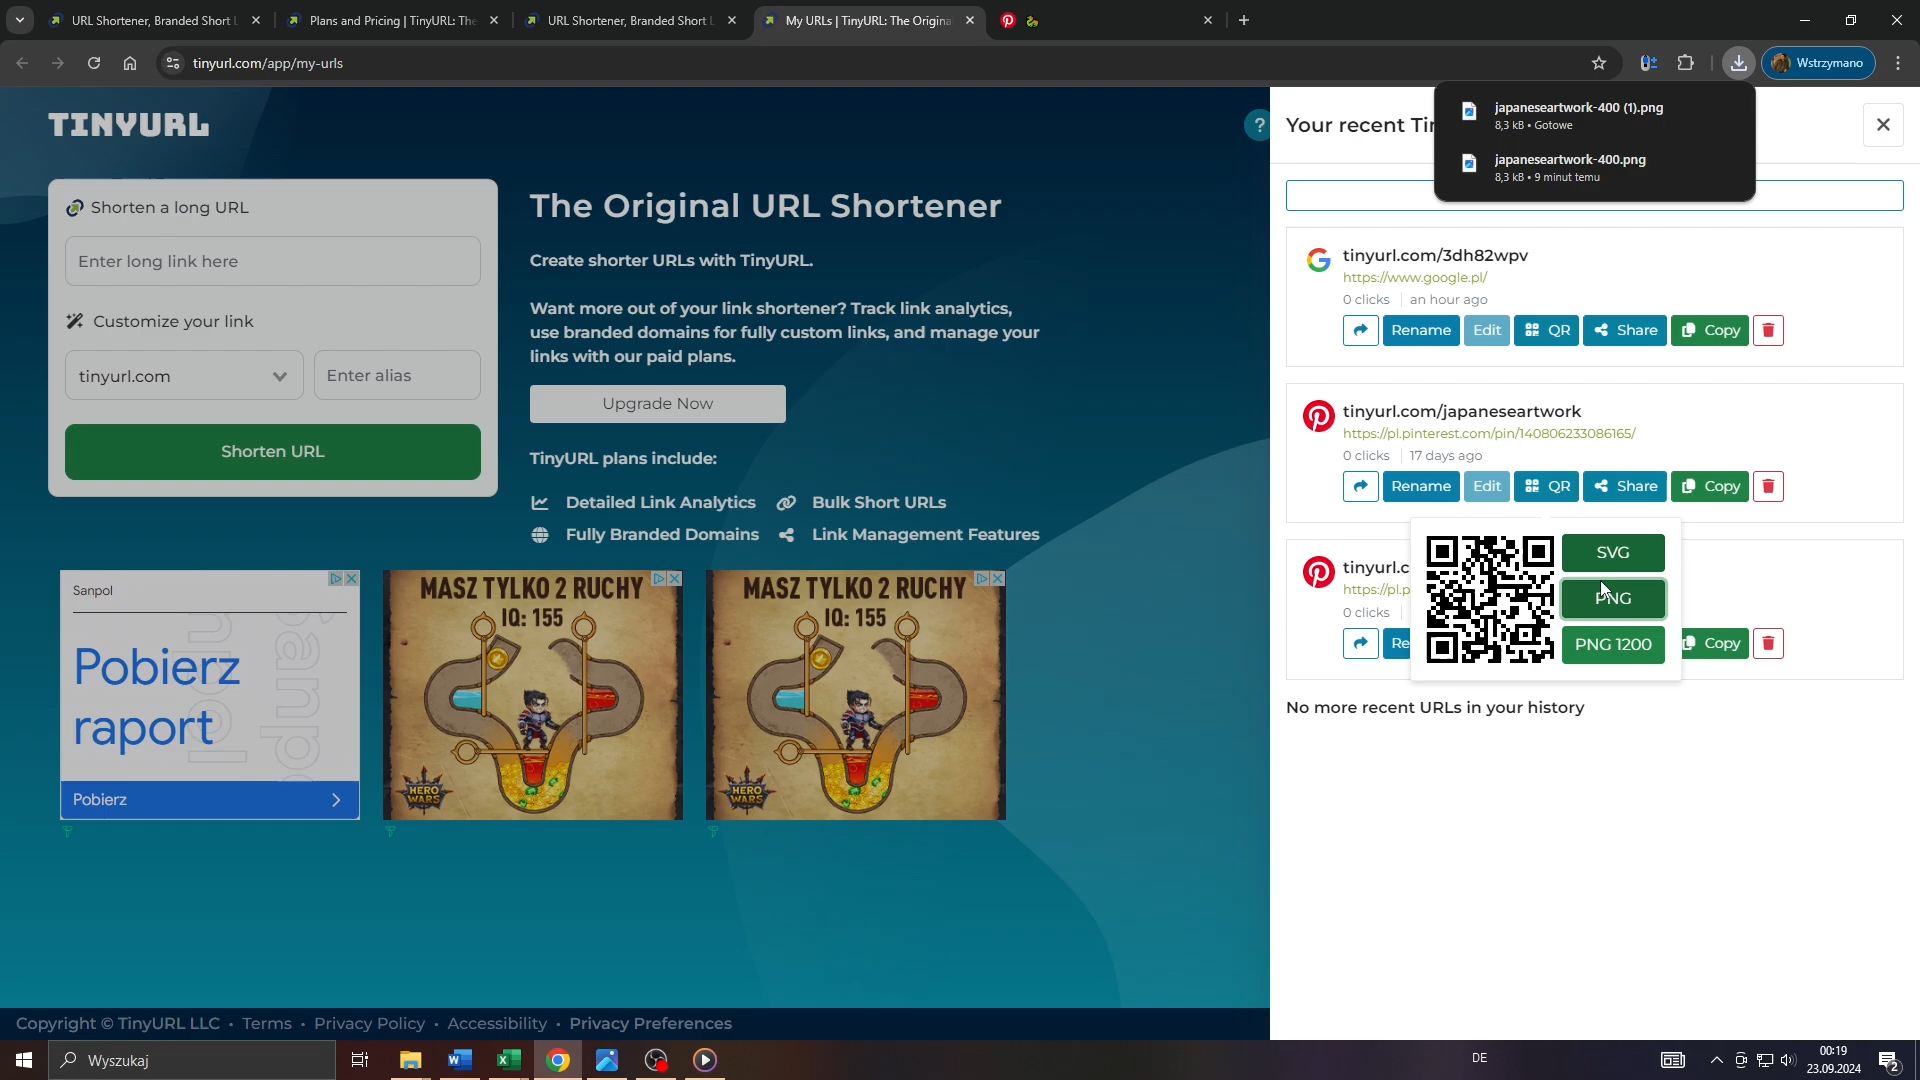 URL Shortener, Branded Short L
Plans and Pricing | TinyURL: The
URL Shortener, Branded Short L
My URLs | TinyURL: The Origina
tinyurl.com/app/my-urls
Wstrzymano
japaneseartwork-400 (1).png
8,3 kB • Gotowe
japaneseartwork-400.png
8,3 kB • 9 minut temu
TINYURL
?
Your recent Ti
Shorten a long URL
Enter long link here
Customize your link
tinyurl.com
Enter alias
Shorten URL
The Original URL Shortener
Create shorter URLs with TinyURL.
Want more out of your link shortener? Track link analytics,
use branded domains for fully custom links, and manage your
links with our paid plans.
Upgrade Now
TinyURL plans include:
Detailed Link Analytics
Bulk Short URLs
Fully Branded Domains
Link Management Features
tinyurl.com/3dh82wpv
https://www.google.pl/
0 clicks
an hour ago
Rename
Edit
QR
Share
Copy
tinyurl.com/japaneseartwork
https://pl.pinterest.com/pin/140806233086165/
0 clicks
17 days ago
Rename
Edit
QR
Share
Copy
tinyurl.c
https://pl.p
0 clicks
Re
Copy
SVG
PNG
PNG 1200
No more recent URLs in your history
Sanpol
Pobierz
raport
Pobierz
MASZ TYLKO 2 RUCHY
IQ: 155
HERO
WARS
MASZ TYLKO 2 RUCHY
IQ: 155
HERO
WARS
Copyright © TinyURL LLC • Terms • Privacy Policy • Accessibility • Privacy Preferences
Wyszukaj
DE
00:19
23.09.2024
2